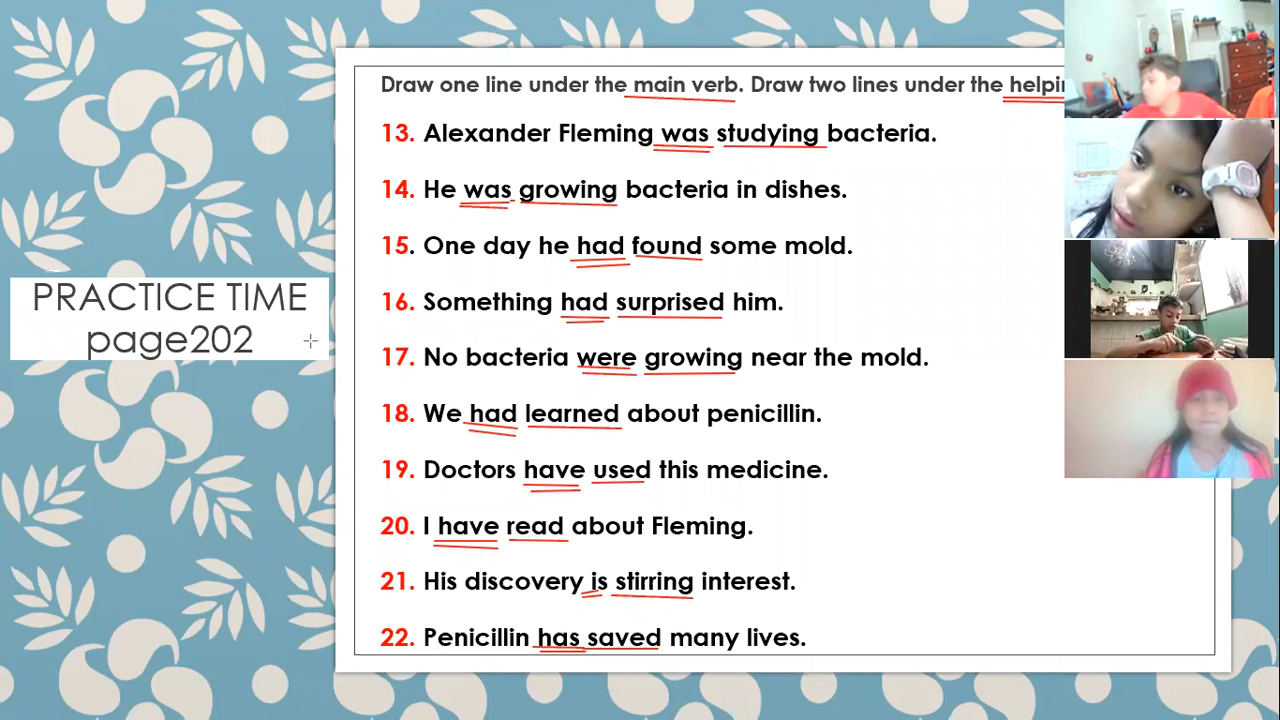 Draw one line under the main verb. Draw two lines under the
13. Alexander Fleming was studying bacteria.
14. He was growing bacteria in dishes.
15. One day he had found some mold.
16. Something had surprised him.
PRACTICE TIME
page202
17. No bacteria were growing near the mold.
18. We had learned about penicillin.
19. Doctors have used this medicine.
20. I have read about Fleming.
21. His discovery is stirring interest.
22. Penicillin has saved many lives.